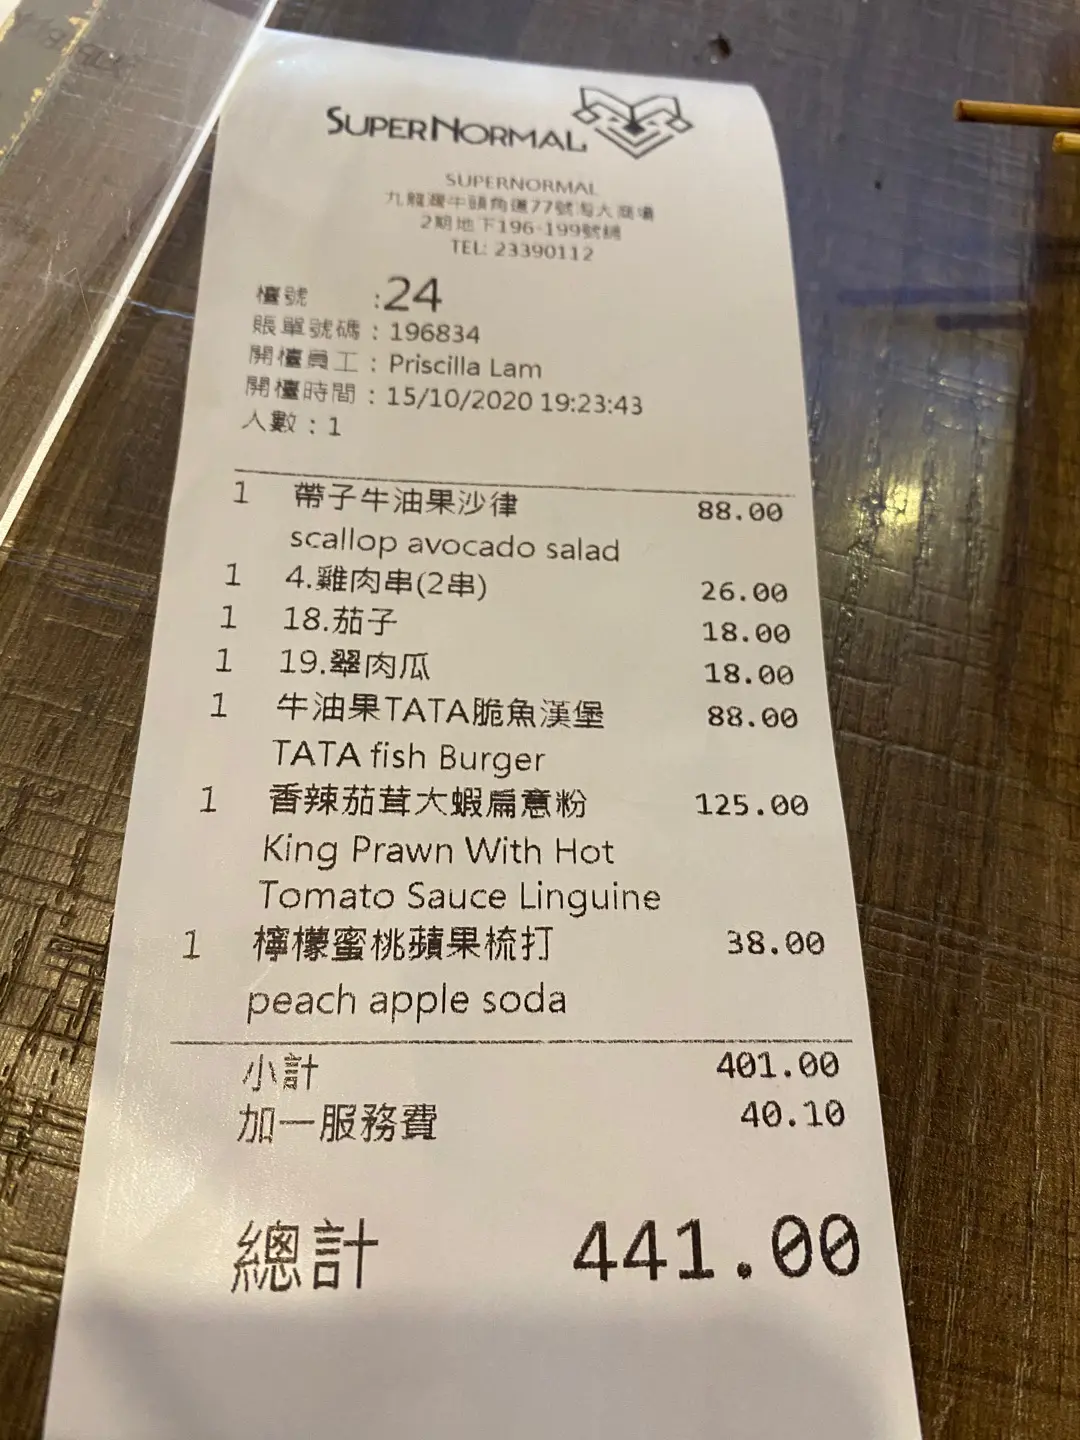 SUPERNORMAL
SUPERNORMAL
九龍灣牛頭角道77號淘大商場
2期地下196-199號舖
TEL: 23390112
檯號 :24
賬單號碼 : 196834
開檯員工 : Priscilla Lam
開檯時間 : 15/10/2020 19:23:43
人數 : 1
1 帶子牛油果沙律 88.00
scallop avocado salad
1 4.雞肉串(2串) 26.00
1 18.茄子 18.00
1 19.翠肉瓜 18.00
1 牛油果TATA脆魚漢堡 88.00
TATA fish Burger
1 香辣茄茸大蝦扁意粉 125.00
King Prawn With Hot
Tomato Sauce Linguine
1 檸檬蜜桃蘋果梳打 38.00
peach apple soda
小計 401.00
加一服務費 40.10
總計 441.00